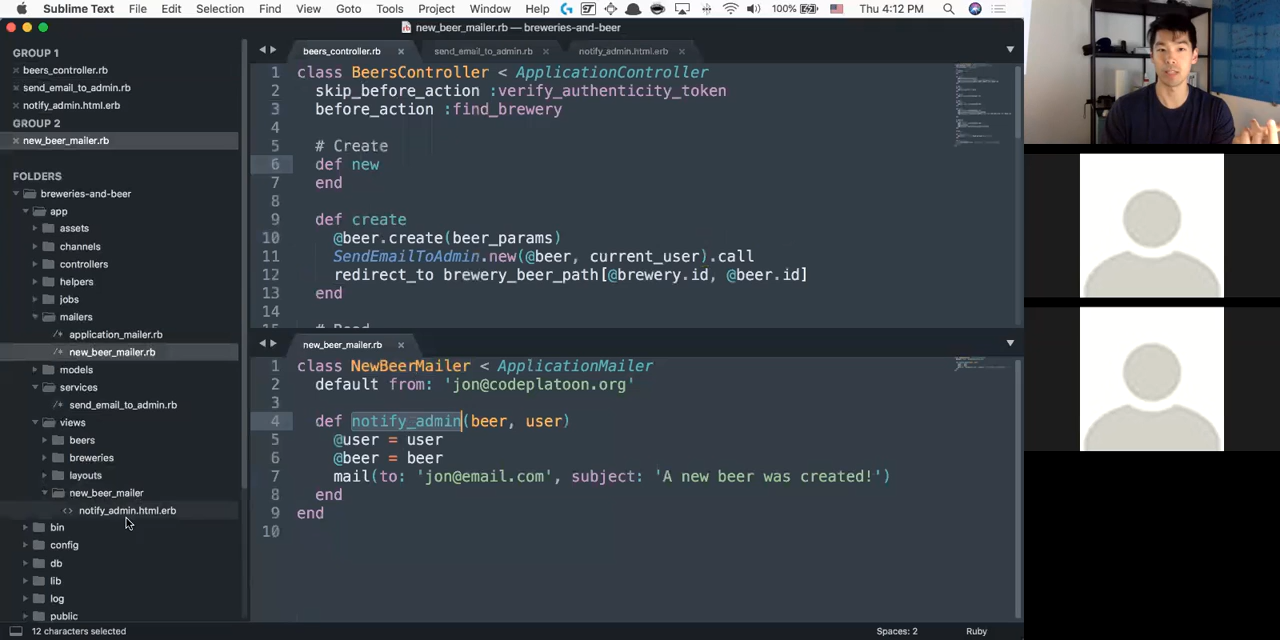 Sublime Text File Edit Selection Find View Goto Tools Project Window Help 100% Thu 4:12 PM
new_beer_mailer.rb — breweries-and-beer
GROUP 1
beers_controller.rb
send_email_to_admin.rb
notify_admin.html.erb
GROUP 2
new_beer_mailer.rb
FOLDERS
breweries-and-beer
app
assets
channels
controllers
helpers
jobs
mailers
application_mailer.rb
new_beer_mailer.rb
models
services
send_email_to_admin.rb
views
beers
breweries
layouts
new_beer_mailer
notify_admin.html.erb
bin
config
db
lib
log
public
beers_controller.rb send_email_to_admin.rb notify_admin.html.erb
1 class BeersController < ApplicationController
2 skip_before_action :verify_authenticity_token
3 before_action :find_brewery
4
5 # Create
6 def new
7 end
8
9 def create
10 @beer.create(beer_params)
11 SendEmailToAdmin.new(@beer, current_user).call
12 redirect_to brewery_beer_path[@brewery.id, @beer.id]
13 end
14
15 # Read
new_beer_mailer.rb
1 class NewBeerMailer < ApplicationMailer
2 default from: 'jon@codeplatoon.org'
3
4 def notify_admin(beer, user)
5 @user = user
6 @beer = beer
7 mail(to: 'jon@email.com', subject: 'A new beer was created!')
8 end
9 end
10
12 characters selected Spaces: 2 Ruby